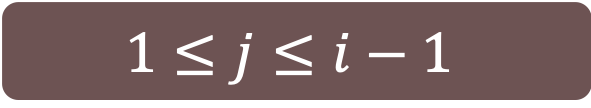 1 ≤ j ≤ i − 1